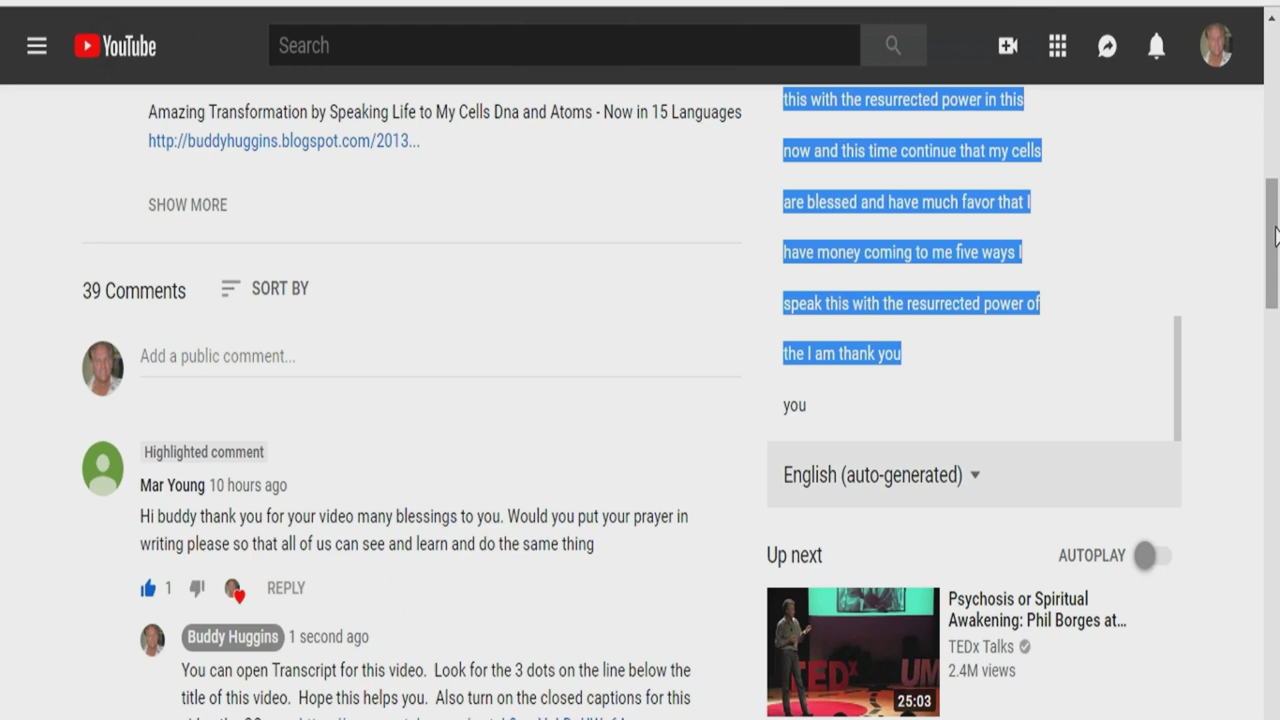 YouTube
Search
Amazing Transformation by Speaking Life to My Cells Dna and Atoms - Now in 15 Languages
http://buddyhuggins.blogspot.com/2013...
SHOW MORE
39 Comments
SORT BY
Add a public comment...
Highlighted comment
Mar Young 10 hours ago
Hi buddy thank you for your video many blessings to you. Would you put your prayer in
writing please so that all of us can see and learn and do the same thing
1
REPLY
Buddy Huggins 1 second ago
You can open Transcript for this video. Look for the 3 dots on the line below the
title of this video. Hope this helps you. Also turn on the closed captions for this
this with the resurrected power in this
now and this time continue that my cells
are blessed and have much favor that I
have money coming to me five ways I
speak this with the resurrected power of
the I am thank you
you
English (auto-generated)
Up next
AUTOPLAY
Psychosis or Spiritual
Awakening: Phil Borges at...
TEDx Talks
2.4M views
TEDx UM
25:03